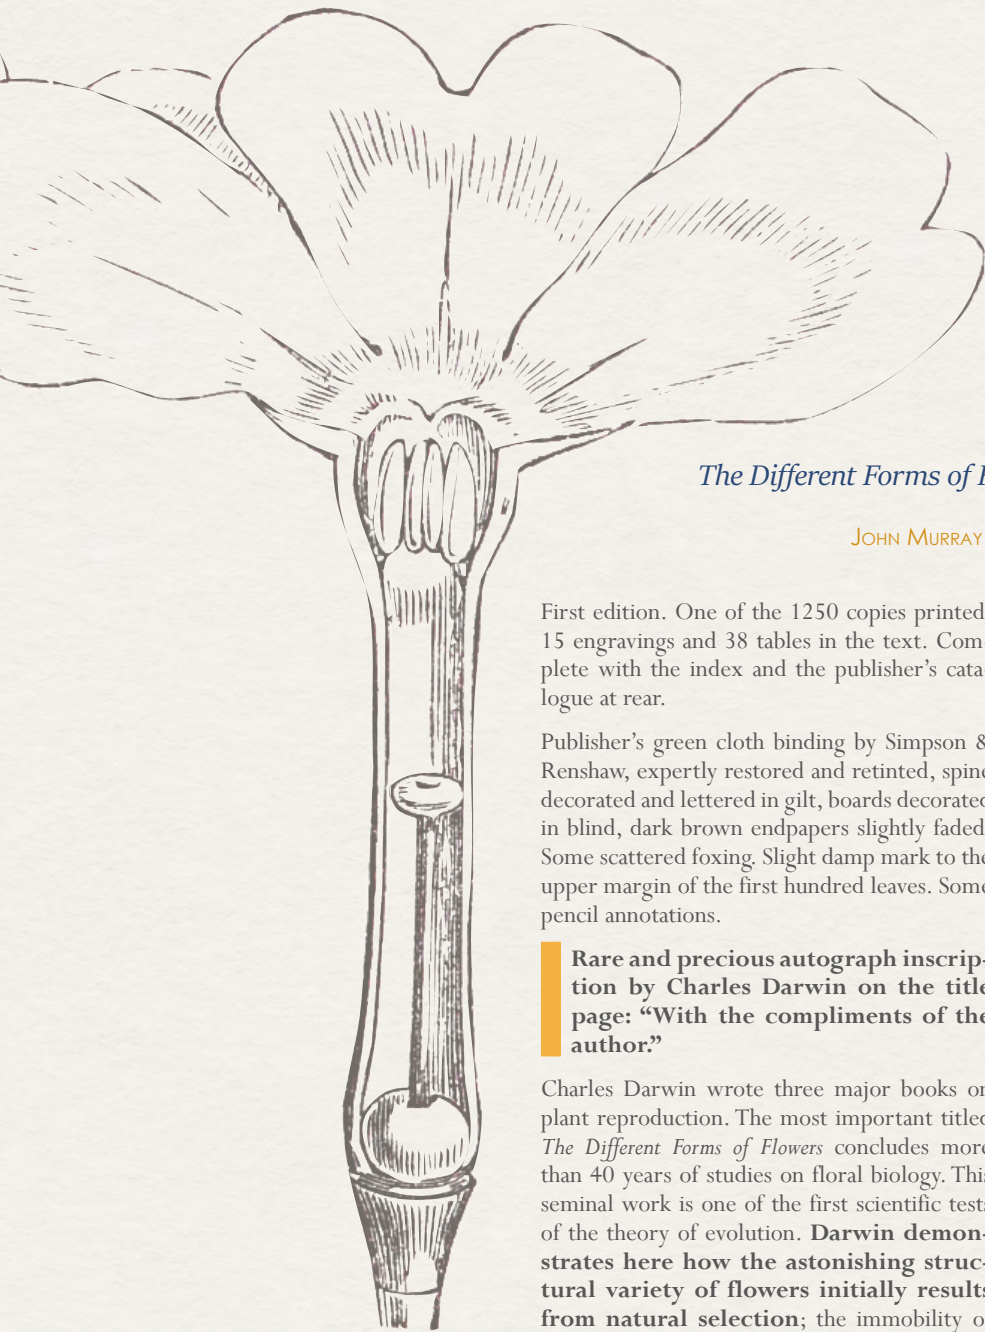 The Different Forms of
JOHN MURRAY
First edition. One of the 1250 copies printed
15 engravings and 38 tables in the text. Com-
plete with the index and the publisher’s cata-
logue at rear.
Publisher’s green cloth binding by Simpson &
Renshaw, expertly restored and retinted, spine
decorated and lettered in gilt, boards decorated
in blind, dark brown endpapers slightly faded
Some scattered foxing. Slight damp mark to the
upper margin of the first hundred leaves. Some
pencil annotations.
Rare and precious autograph inscrip-
tion by Charles Darwin on the title
page: “With the compliments of the
author.”
Charles Darwin wrote three major books on
plant reproduction. The most important titled
The Different Forms of Flowers concludes more
than 40 years of studies on floral biology. This
seminal work is one of the first scientific tests
of the theory of evolution. Darwin demon-
strates here how the astonishing struc-
tural variety of flowers initially results
from natural selection; the immobility of